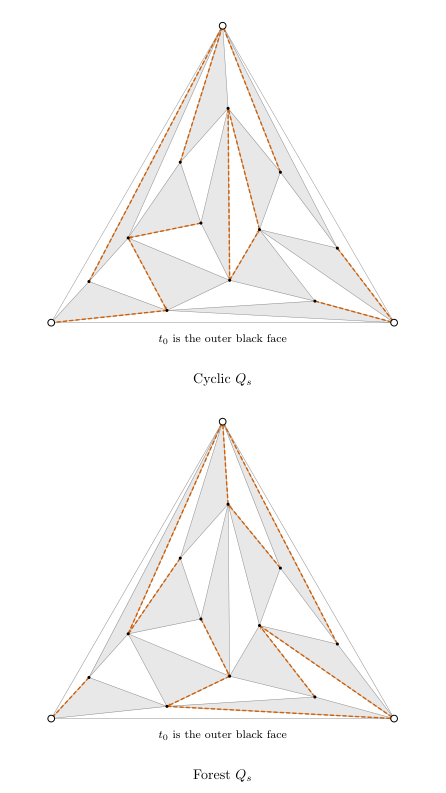 t₀ is the outer black face
Cyclic Qₛ
t₀ is the outer black face
Forest Qₛ